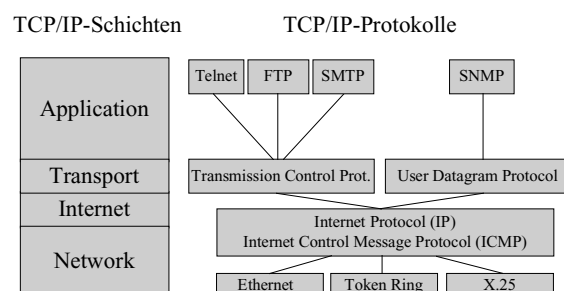 TCP/IP-Schichten
TCP/IP-Protokolle
Application
Transport
Internet
Network
Telnet
FTP
SMTP
SNMP
Transmission Control Prot.
User Datagram Protocol
Internet Protocol (IP)
Internet Control Message Protocol (ICMP)
Ethernet
Token Ring
X.25